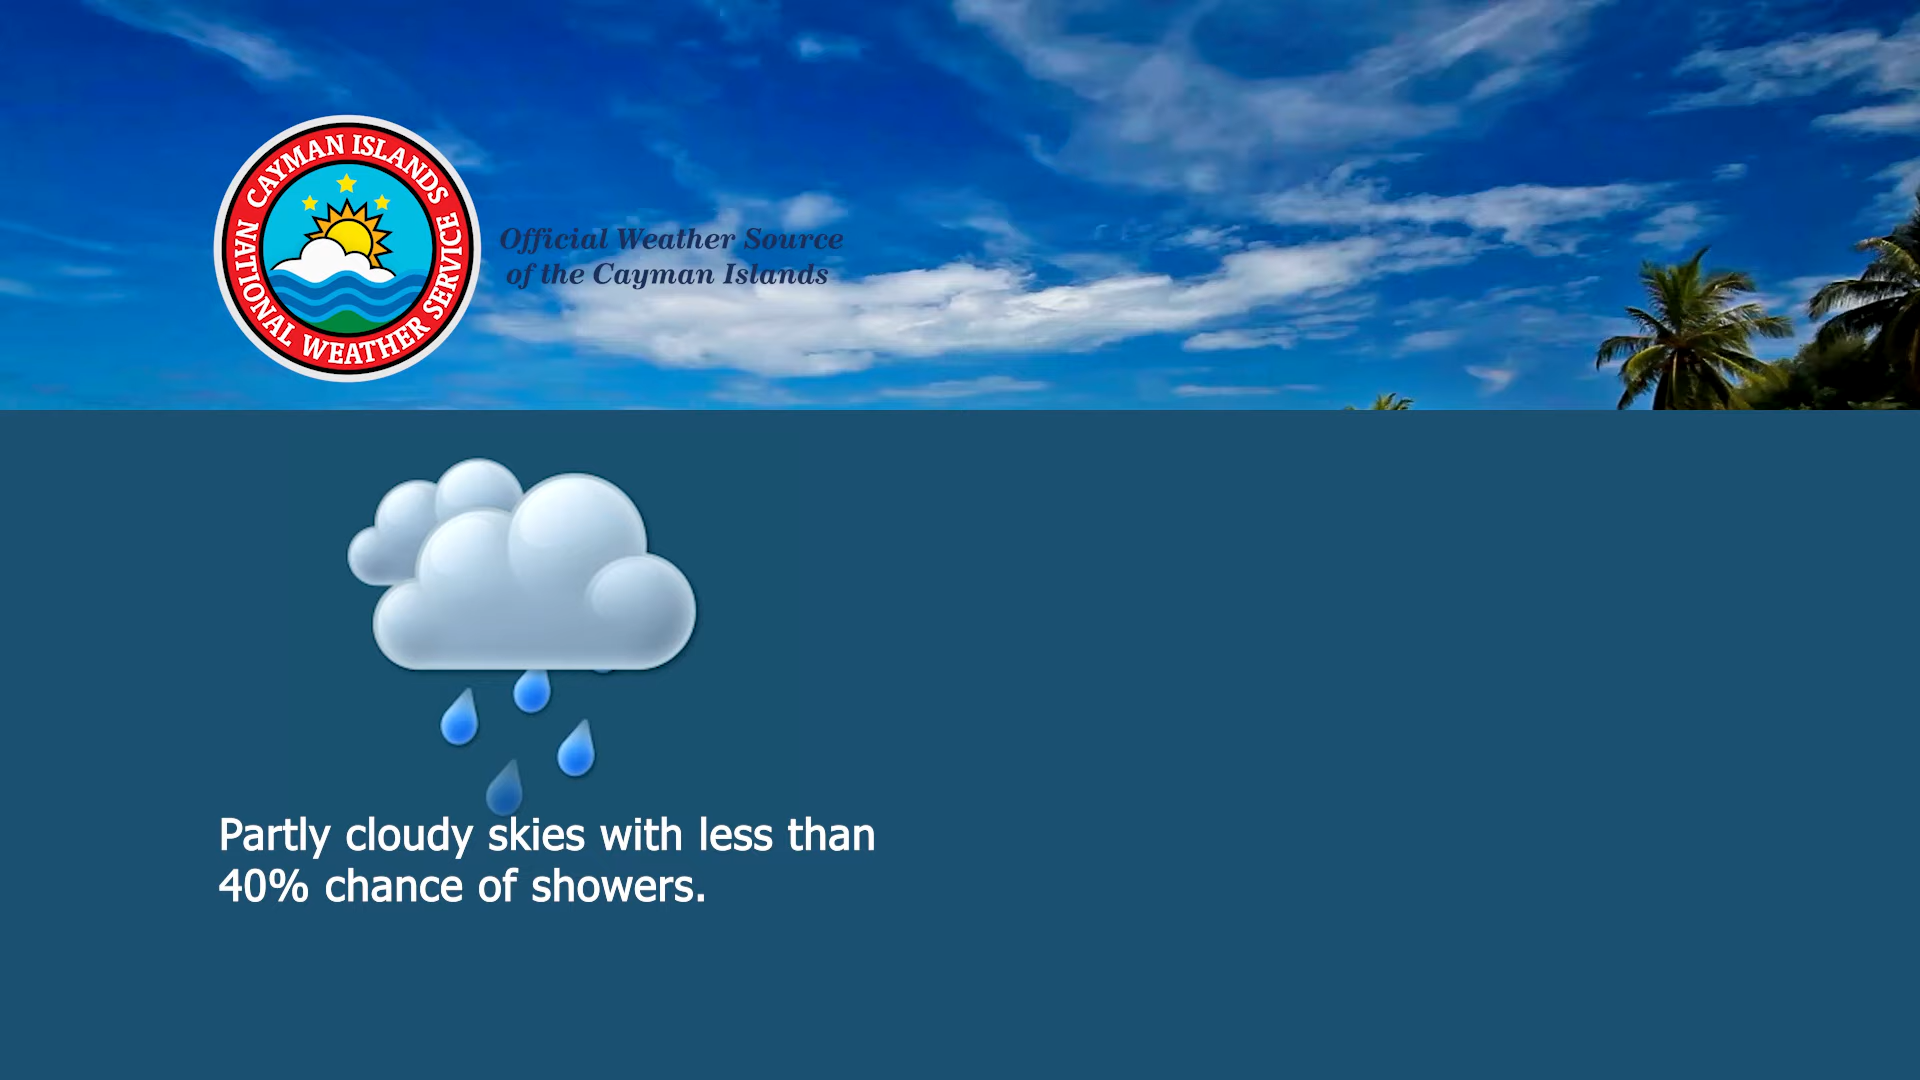 CAYMAN ISLANDS
NATIONAL WEATHER SERVICE
Official Weather Source
of the Cayman Islands
Partly cloudy skies with less than
40% chance of showers.